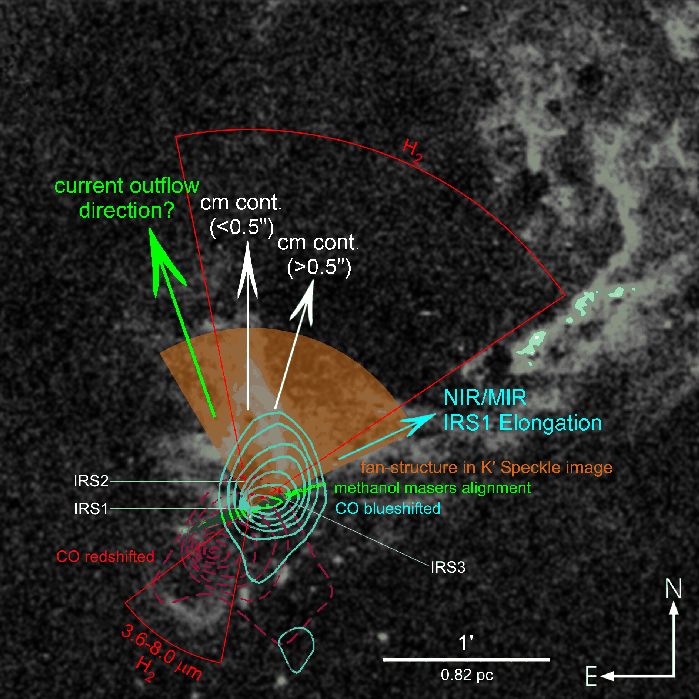 H2
current outflow
direction?
cm cont.
(<0.5")
cm cont.
(>0.5")
NIR/MIR
IRS1 Elongation
fan-structure in K' Speckle image
IRS2
methanol masers alignment
IRS1
CO blueshifted
CO redshifted
IRS3
3.6-8.0 μm
H2
1'
0.82 pc
N
E